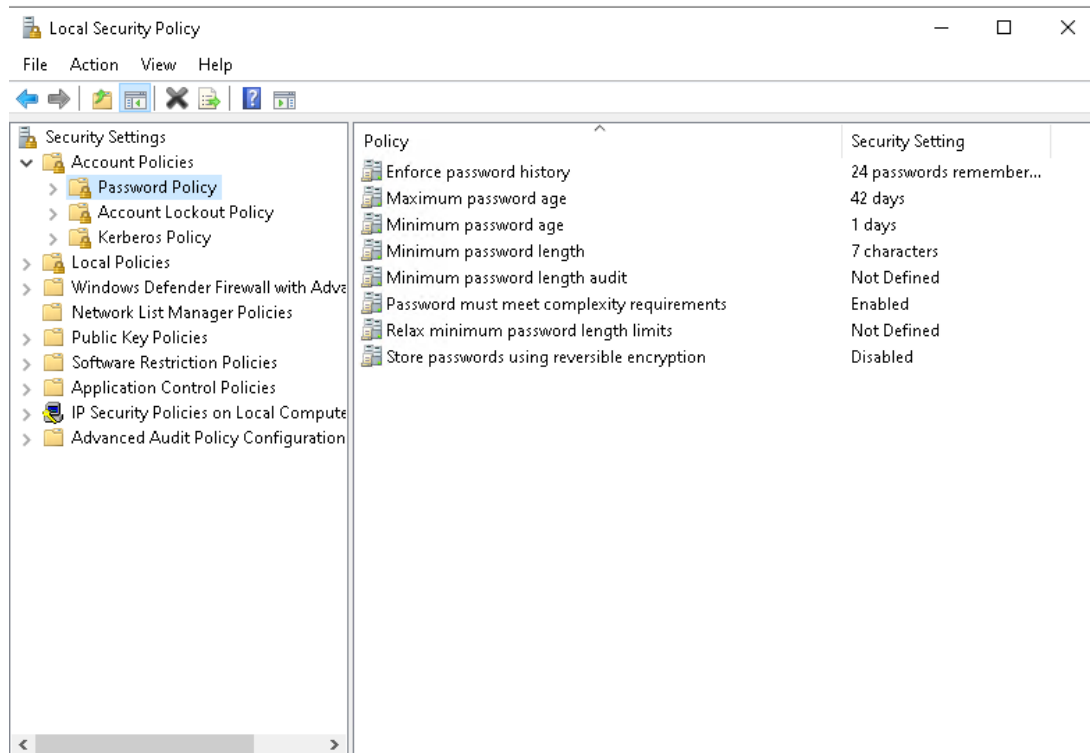 Local Security Policy
File Action View Help
Security Settings
Account Policies
Password Policy
Account Lockout Policy
Kerberos Policy
Local Policies
Windows Defender Firewall with Adva
Network List Manager Policies
Public Key Policies
Software Restriction Policies
Application Control Policies
IP Security Policies on Local Compute
Advanced Audit Policy Configuration
Policy Security Setting
Enforce password history 24 passwords remember...
Maximum password age 42 days
Minimum password age 1 days
Minimum password length 7 characters
Minimum password length audit Not Defined
Password must meet complexity requirements Enabled
Relax minimum password length limits Not Defined
Store passwords using reversible encryption Disabled